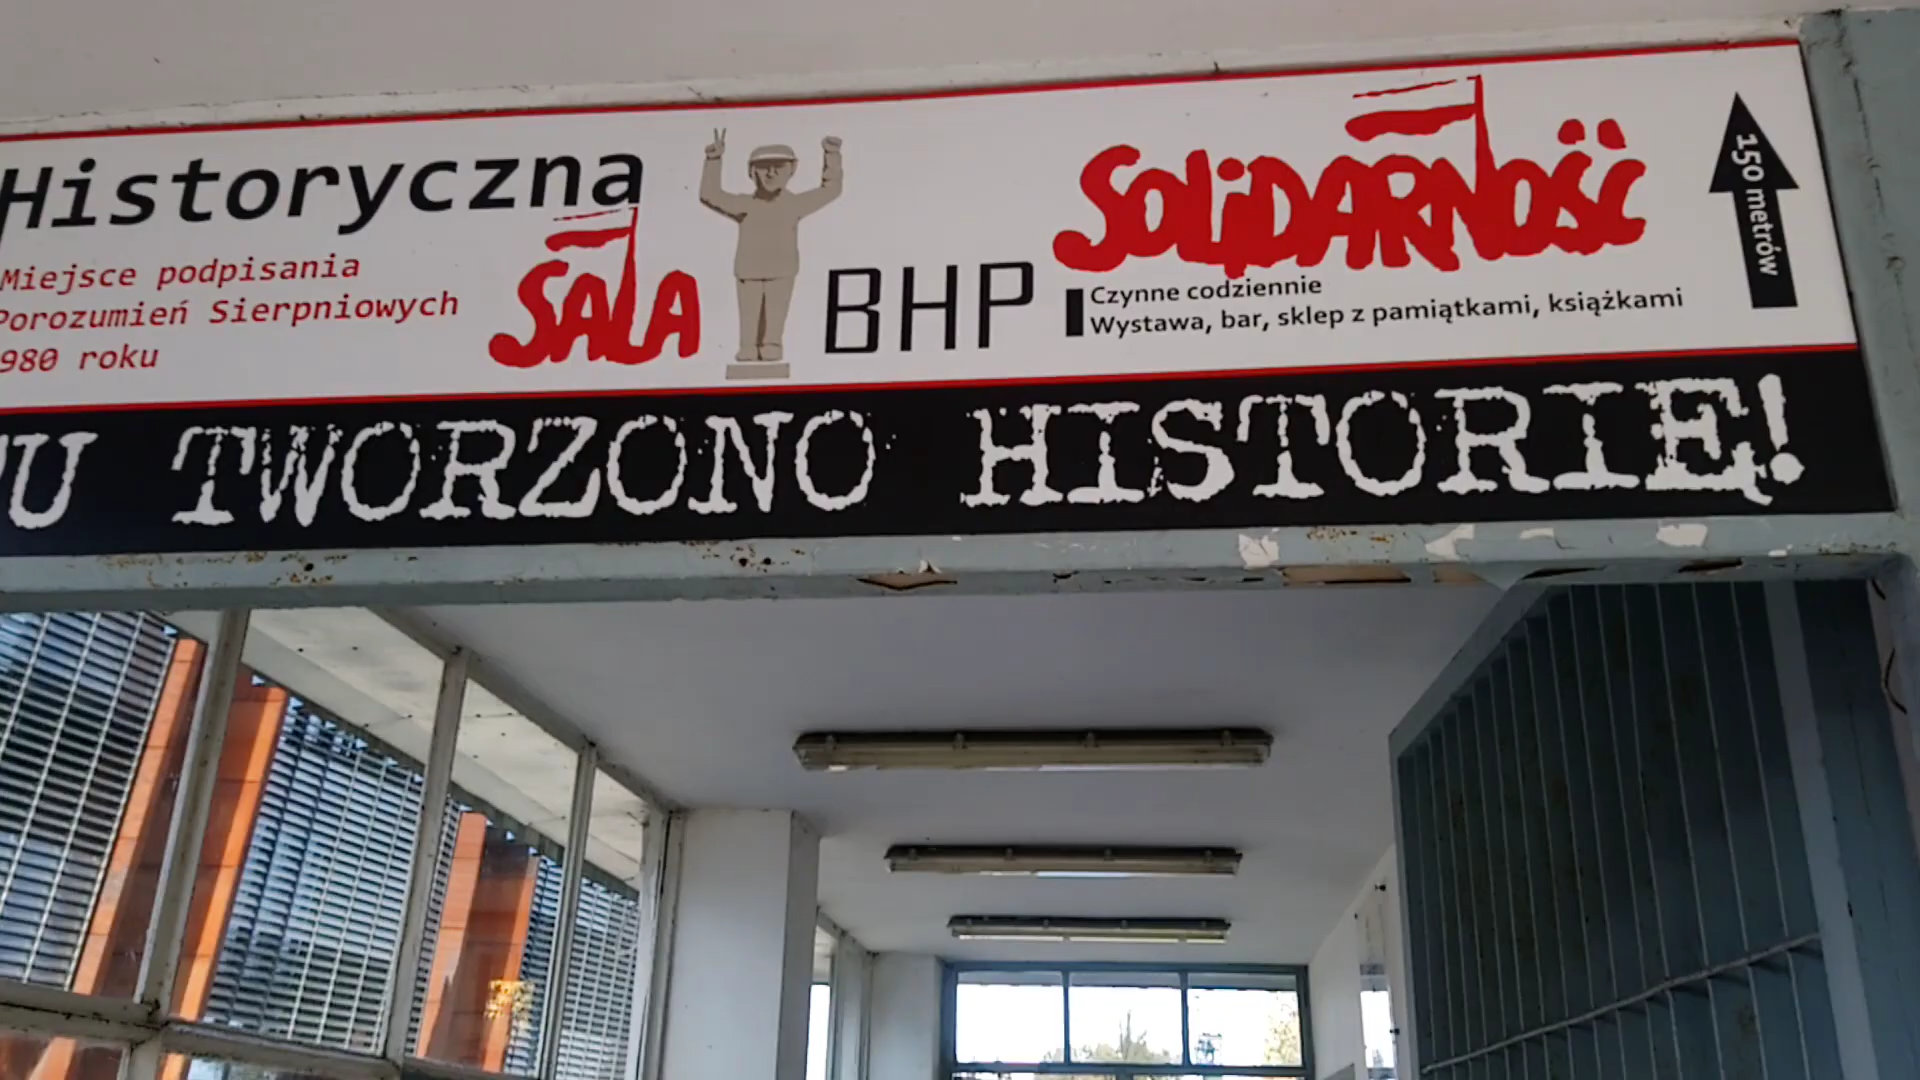 Historyczna
Miejsce podpisania
Porozumień Sierpniowych
980 roku
SALA
BHP
SOLiDARNOŚĆ
Czynne codziennie
Wystawa, bar, sklep z pamiątkami, książkami
150 metrów
TU TWORZONO HISTORIĘ!